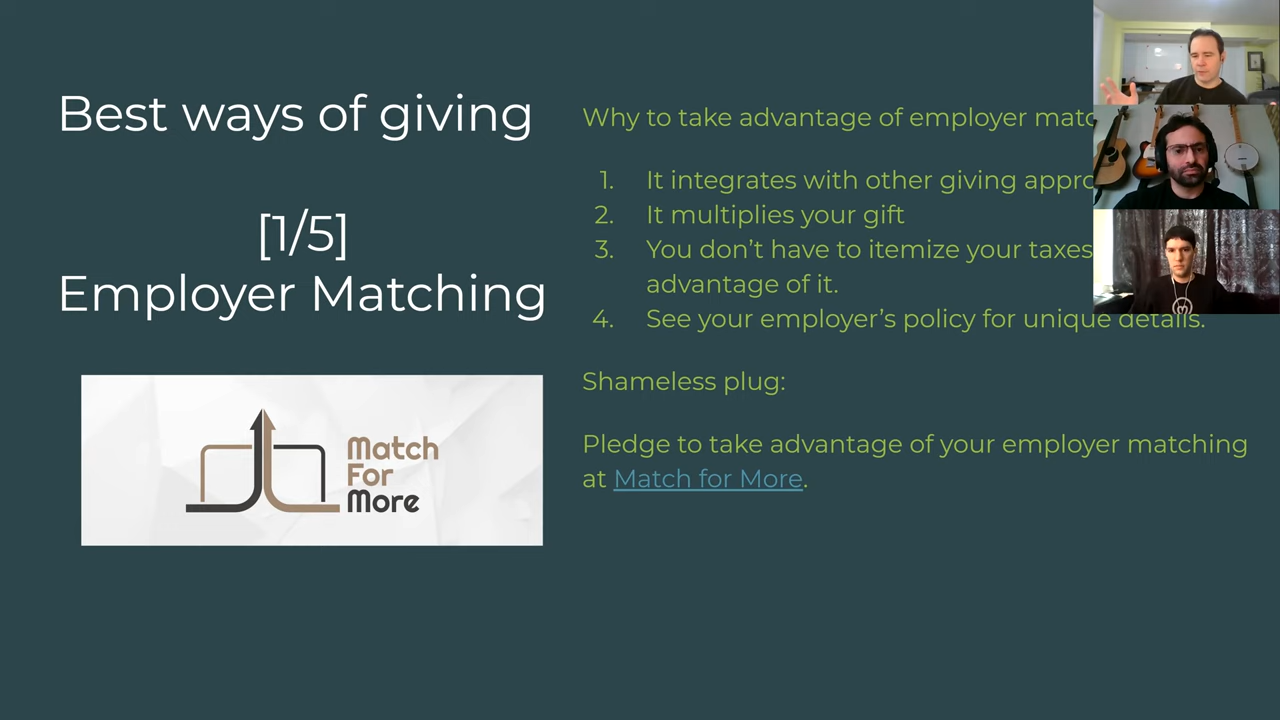 Best ways of giving
[1/5]
Employer Matching
Match
For
More
Why to take advantage of employer
1. It integrates with other giving
2. It multiplies your gift
3. You don't have to itemize your taxes
advantage of it.
4. See your employer's policy for unique details.
Shameless plug:
Pledge to take advantage of your employer matching
at Match for More.